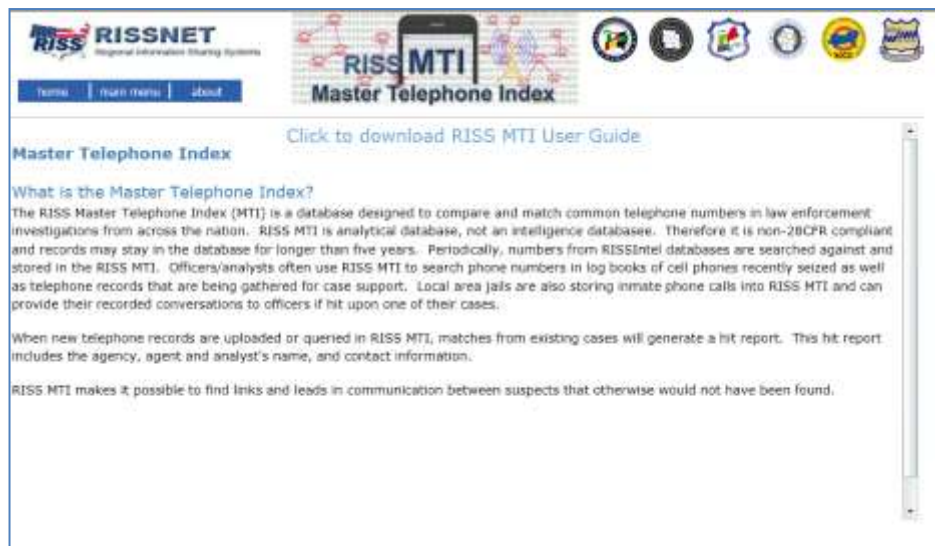 RISS
RISSNET
Regional Information Sharing Systems
home main menu about
RISS MTI
Master Telephone Index
Click to download RISS MTI User Guide
Master Telephone Index
What is the Master Telephone Index?
The RISS Master Telephone Index (MTI) is a database designed to compare and match common telephone numbers in law enforcement
investigations from across the nation. RISS MTI is analytical database, not an intelligence databasee. Therefore it is non-28CFR compliant
and records may stay in the database for longer than five years. Periodically, numbers from RISSIntel databases are searched against and
stored in the RISS MTI. Officers/analysts often use RISS MTI to search phone numbers in log books of cell phones recently seized as well
as telephone records that are being gathered for case support. Local area jails are also storing inmate phone calls into RISS MTI and can
provide their recorded conversations to officers if hit upon one of their cases.
When new telephone records are uploaded or queried in RISS MTI, matches from existing cases will generate a hit report. This hit report
includes the agency, agent and analyst's name, and contact information.
RISS MTI makes it possible to find links and leads in communication between suspects that otherwise would not have been found.